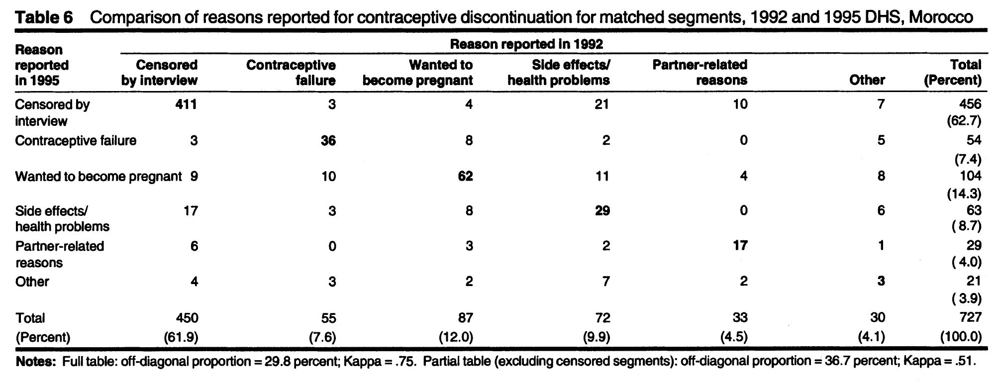 Table 6 Comparison of reasons reported for contraceptive discontinuation for matched segments, 1992 and 1995 DHS, Morocco
Reason reported in 1992
Reason reported in 1995 Censored by interview Contraceptive failure Wanted to become pregnant Side effects/ health problems Partner-related reasons Other Total (Percent)
Censored by 411 3 4 21 10 7 456
interview (62.7)
Contraceptive failure 3 36 8 2 0 5 54
(7.4)
Wanted to become pregnant 9 10 62 11 4 8 104
(14.3)
Side effects/ 17 3 8 29 0 6 63
health problems ( 8.7)
Partner-related 6 0 3 2 17 1 29
reasons ( 4.0)
Other 4 3 2 7 2 3 21
( 3.9)
Total 450 55 87 72 33 30 727
(Percent) (61.9) (7.6) (12.0) (9.9) (4.5) (4.1) (100.0)
Notes: Full table: off-diagonal proportion = 29.8 percent; Kappa = .75. Partial table (excluding censored segments): off-diagonal proportion = 36.7 percent; Kappa = .51.